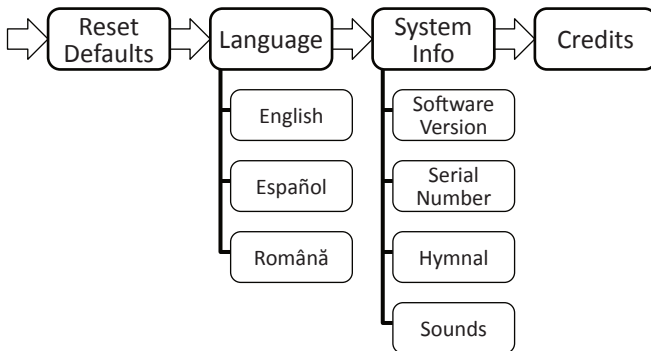 Reset
Defaults
Language
System
Info
Credits
English
Español
Română
Software
Version
Serial
Number
Hymnal
Sounds